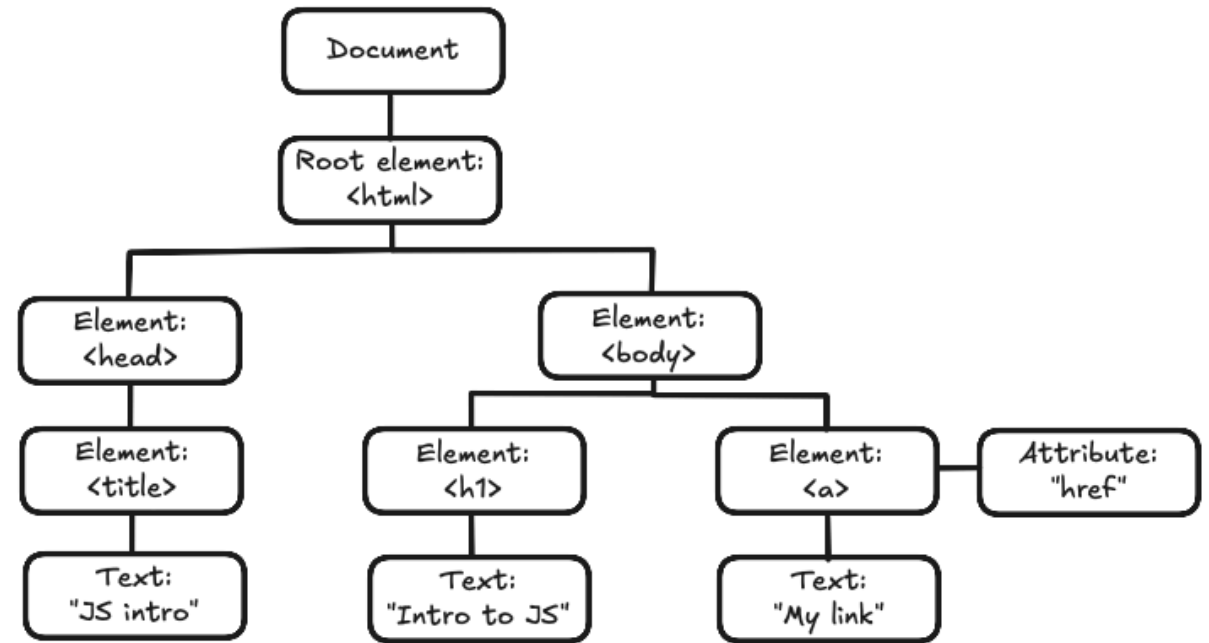 Document
Root element:
<html>
Element:
<head>
Element:
<body>
Element:
<title>
Element:
<h1>
Element:
<a>
Attribute:
"href"
Text:
"JS intro"
Text:
"Intro to JS"
Text:
"My link"